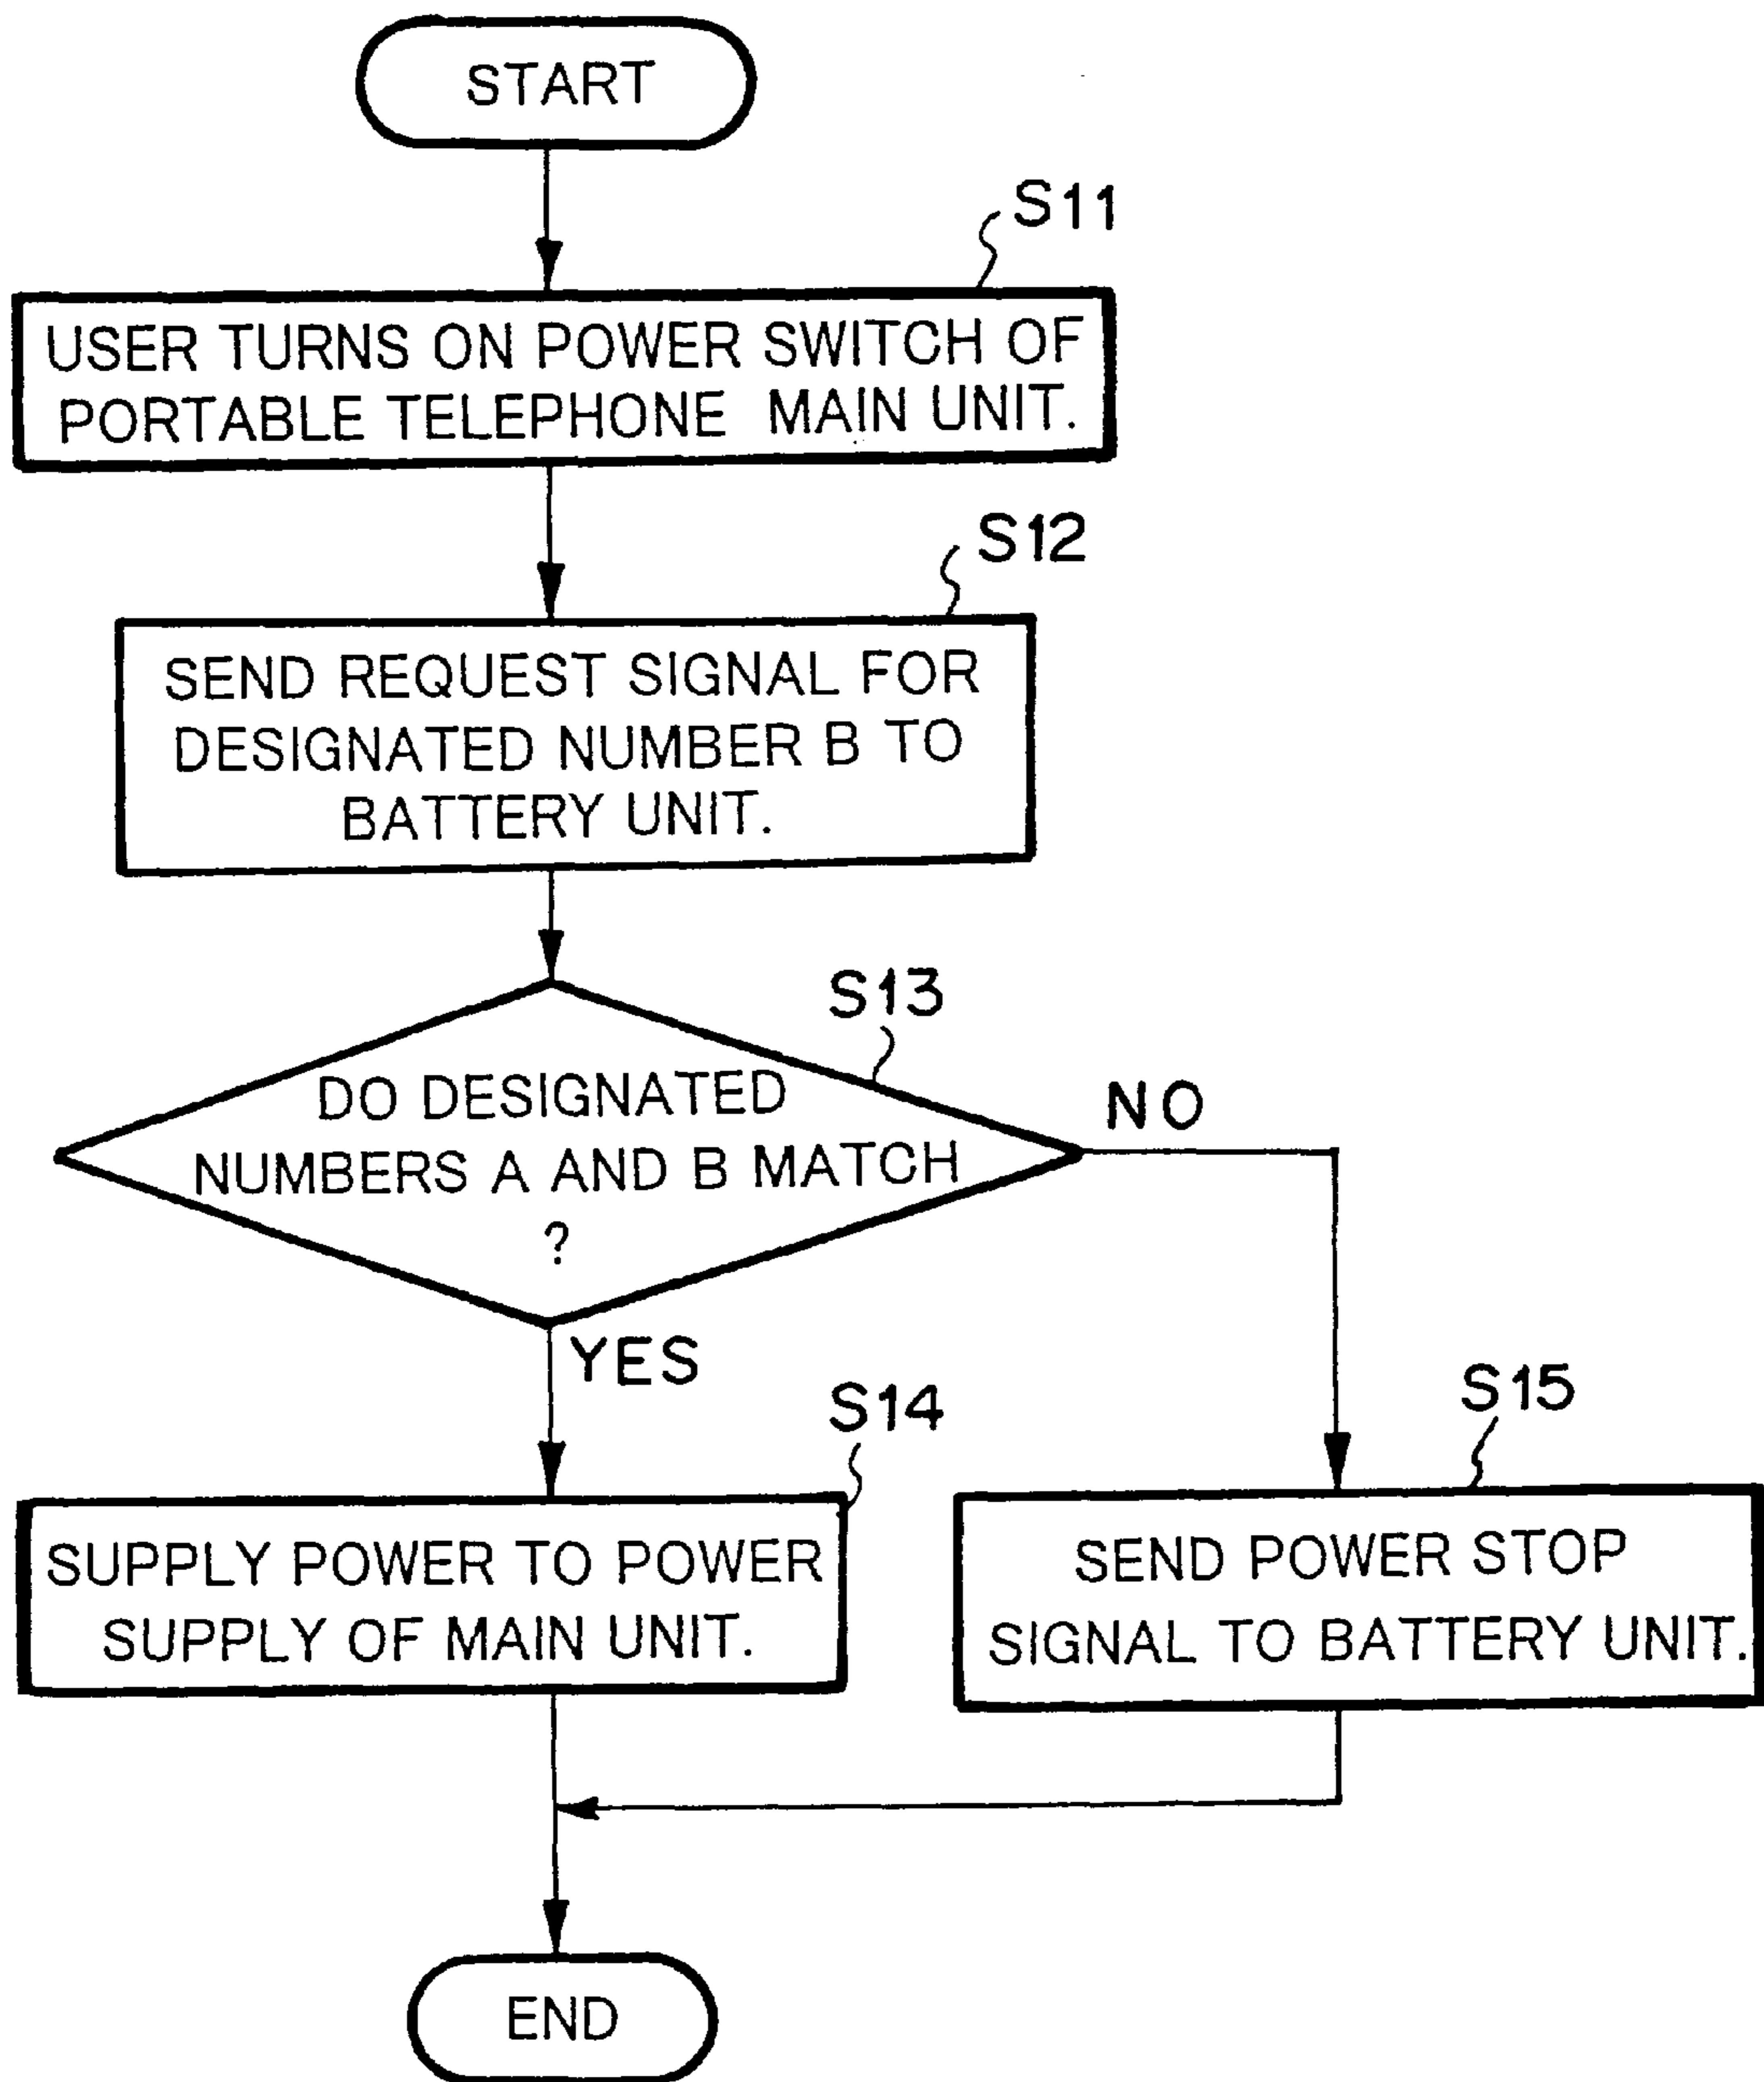 START
S11
USER TURNS ON POWER SWITCH OF
PORTABLE TELEPHONE MAIN UNIT.
S12
SEND REQUEST SIGNAL FOR
DESIGNATED NUMBER B TO
BATTERY UNIT.
S13
DO DESIGNATED
NUMBERS A AND B MATCH
?
NO
YES
S14
SUPPLY POWER TO POWER
SUPPLY OF MAIN UNIT.
S15
SEND POWER STOP
SIGNAL TO BATTERY UNIT.
END